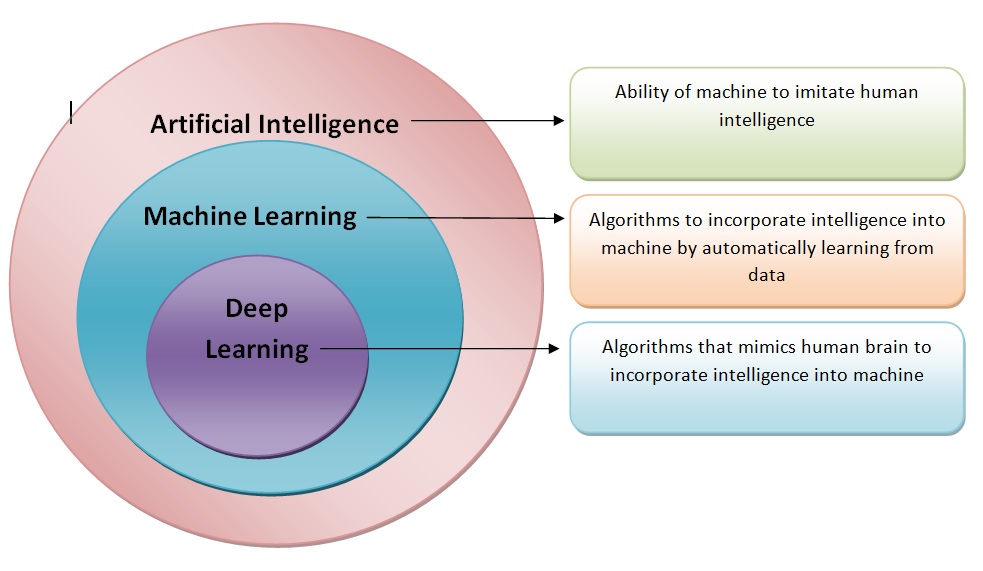 Artificial Intelligence
Ability of machine to imitate human
intelligence
Machine Learning
Algorithms to incorporate intelligence into
machine by automatically learning from
data
Deep
Learning
Algorithms that mimics human brain to
incorporate intelligence into machine